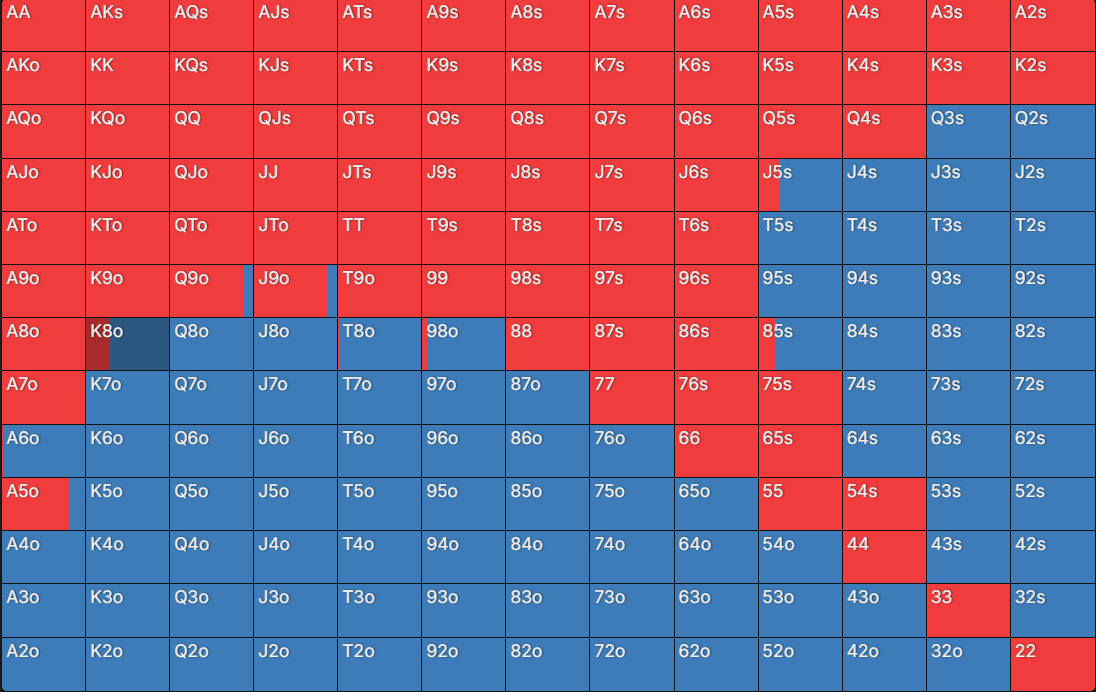 AA AKs AQs AJs ATs A9s A8s A7s A6s A5s A4s A3s A2s
AKo KK KQs KJs KTs K9s K8s K7s K6s K5s K4s K3s K2s
AQo KQo QQ QJs QTs Q9s Q8s Q7s Q6s Q5s Q4s Q3s Q2s
AJo KJo QJo JJ JTs J9s J8s J7s J6s J5s J4s J3s J2s
ATo KTo QTo JTo TT T9s T8s T7s T6s T5s T4s T3s T2s
A9o K9o Q9o J9o T9o 99 98s 97s 96s 95s 94s 93s 92s
A8o K8o Q8o J8o T8o 98o 88 87s 86s 85s 84s 83s 82s
A7o K7o Q7o J7o T7o 97o 87o 77 76s 75s 74s 73s 72s
A6o K6o Q6o J6o T6o 96o 86o 76o 66 65s 64s 63s 62s
A5o K5o Q5o J5o T5o 95o 85o 75o 65o 55 54s 53s 52s
A4o K4o Q4o J4o T4o 94o 84o 74o 64o 54o 44 43s 42s
A3o K3o Q3o J3o T3o 93o 83o 73o 63o 53o 43o 33 32s
A2o K2o Q2o J2o T2o 92o 82o 72o 62o 52o 42o 32o 22